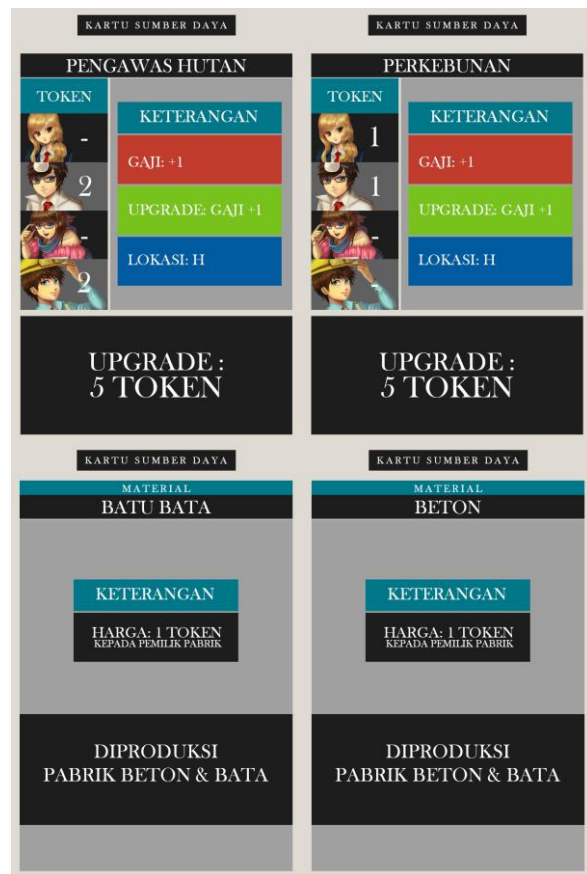 KARTU SUMBER DAYA
PENGAWAS HUTAN
TOKEN
-
2
-
2
KETERANGAN
GAJI: +1
UPGRADE: GAJI +1
LOKASI: H
UPGRADE :
5 TOKEN
KARTU SUMBER DAYA
PERKEBUNAN
TOKEN
1
1
-
-
KETERANGAN
GAJI: +1
UPGRADE: GAJI +1
LOKASI: H
UPGRADE :
5 TOKEN
KARTU SUMBER DAYA
MATERIAL
BATU BATA
KETERANGAN
HARGA: 1 TOKEN
KEPADA PEMILIK PABRIK
DIPRODUKSI
PABRIK BETON & BATA
KARTU SUMBER DAYA
MATERIAL
BETON
KETERANGAN
HARGA: 1 TOKEN
KEPADA PEMILIK PABRIK
DIPRODUKSI
PABRIK BETON & BATA